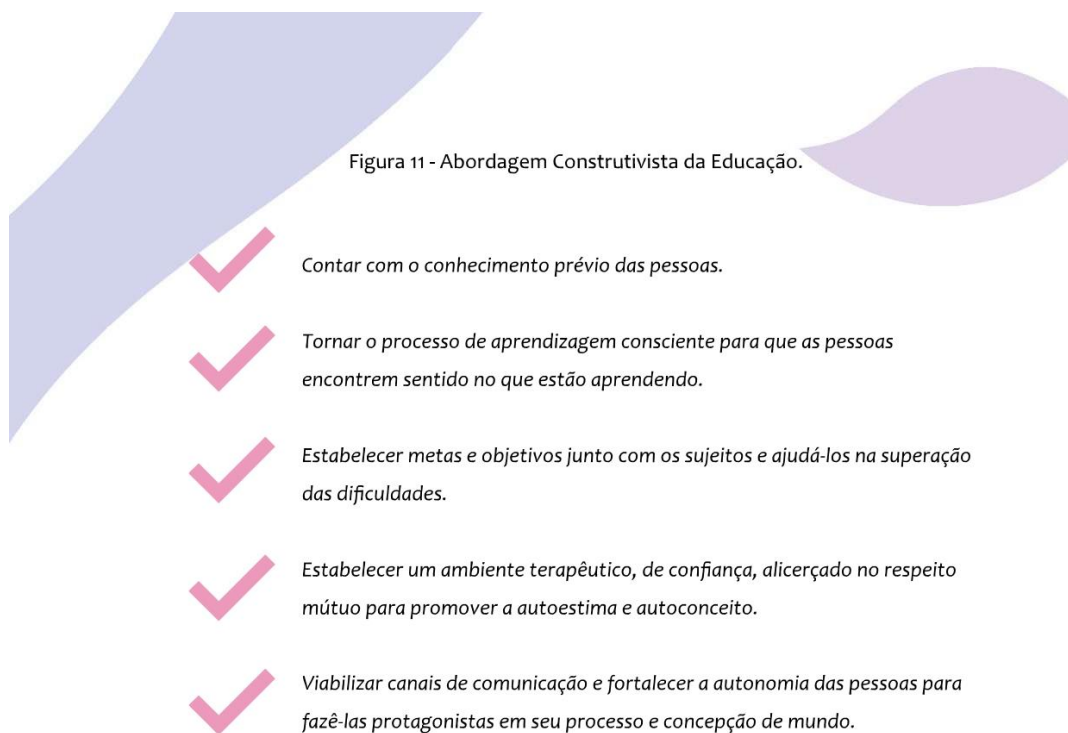 Figura 11 - Abordagem Construtivista da Educação.
Contar com o conhecimento prévio das pessoas.
Tornar o processo de aprendizagem consciente para que as pessoas
encontrem sentido no que estão aprendendo.
Estabelecer metas e objetivos junto com os sujeitos e ajudá-los na superação
das dificuldades.
Estabelecer um ambiente terapêutico, de confiança, alicerçado no respeito
mútuo para promover a autoestima e autoconceito.
Viabilizar canais de comunicação e fortalecer a autonomia das pessoas para
fazê-las protagonistas em seu processo e concepção de mundo.